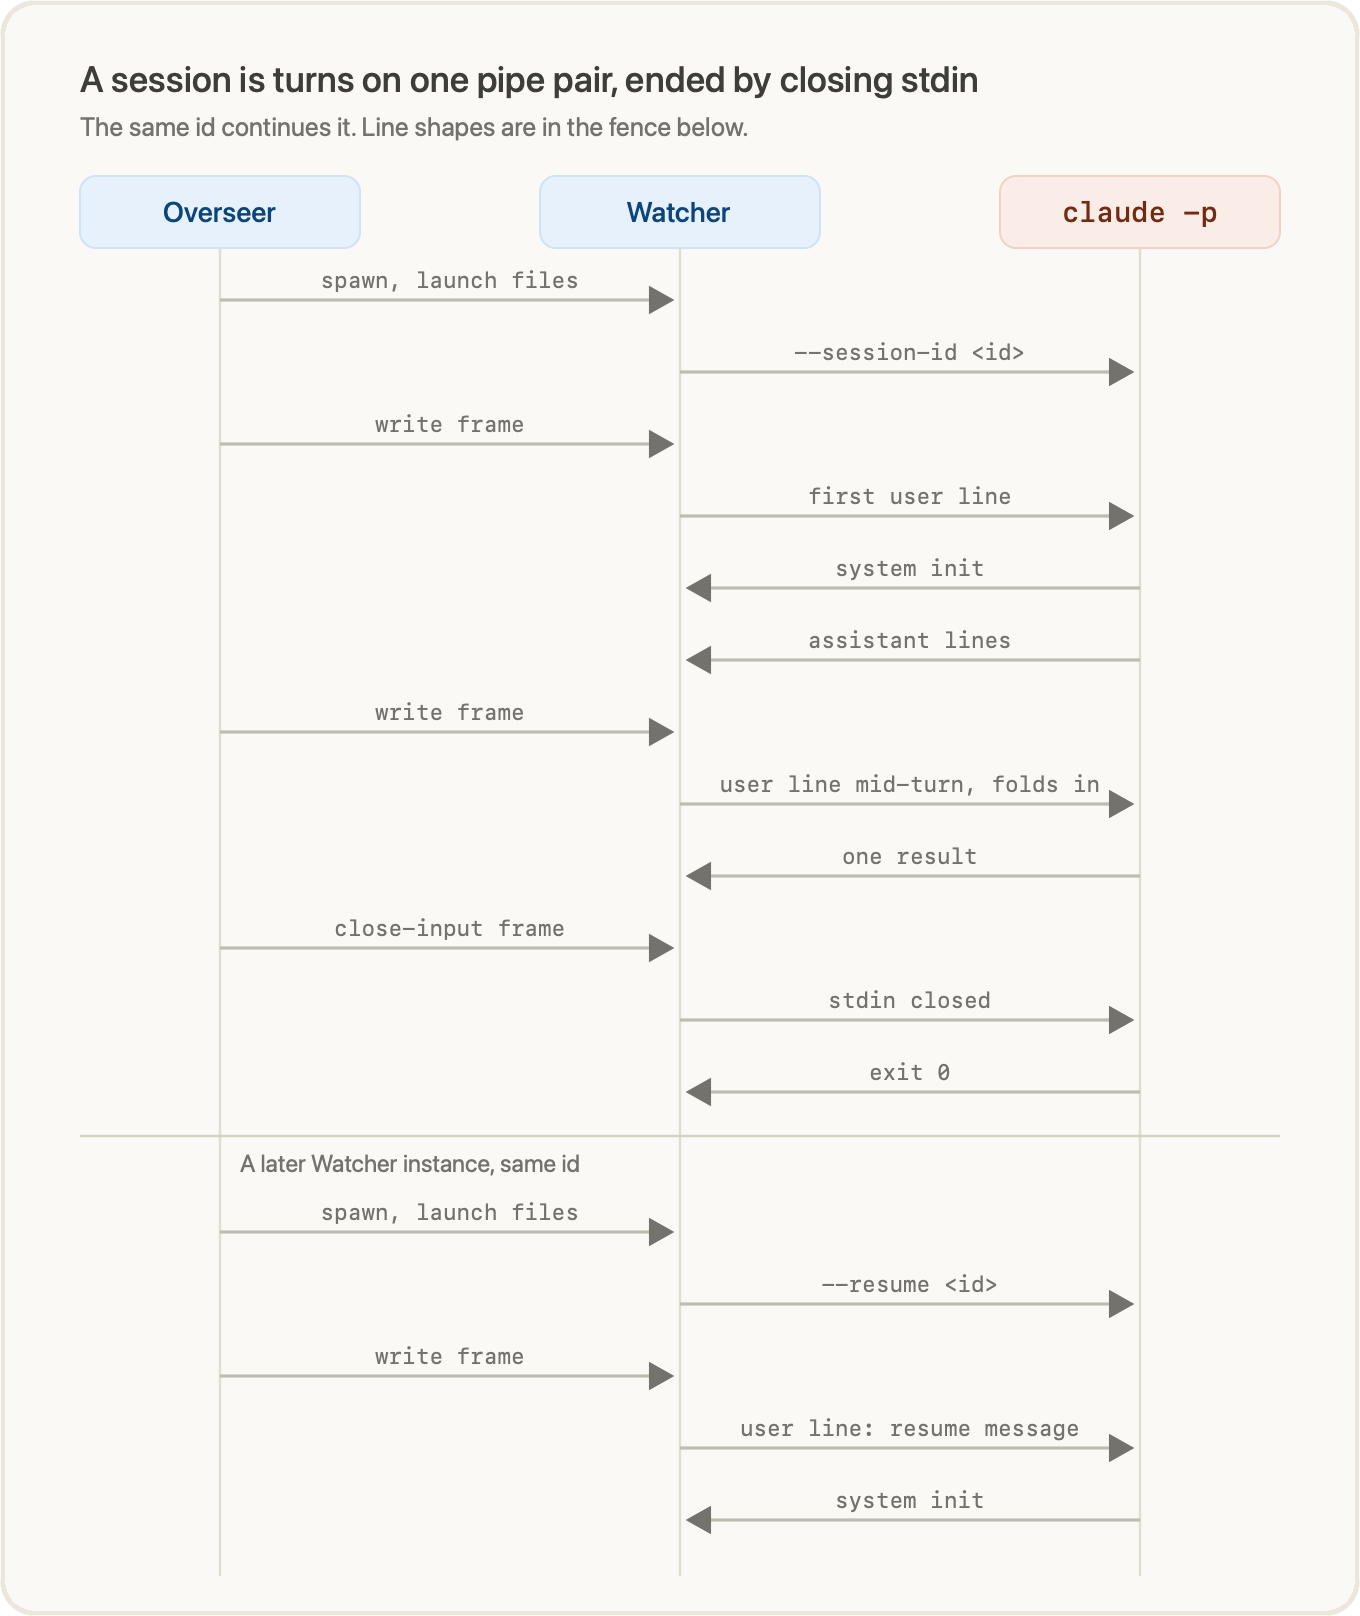 A session is turns on one pipe pair, ended by closing stdin
The same id continues it. Line shapes are in the fence below.
Overseer
Watcher
claude -p
spawn, launch files
--session-id <id>
write frame
first user line
system init
assistant lines
write frame
user line mid-turn, folds in
one result
close-input frame
stdin closed
exit 0
A later Watcher instance, same id
spawn, launch files
--resume <id>
write frame
user line: resume message
system init